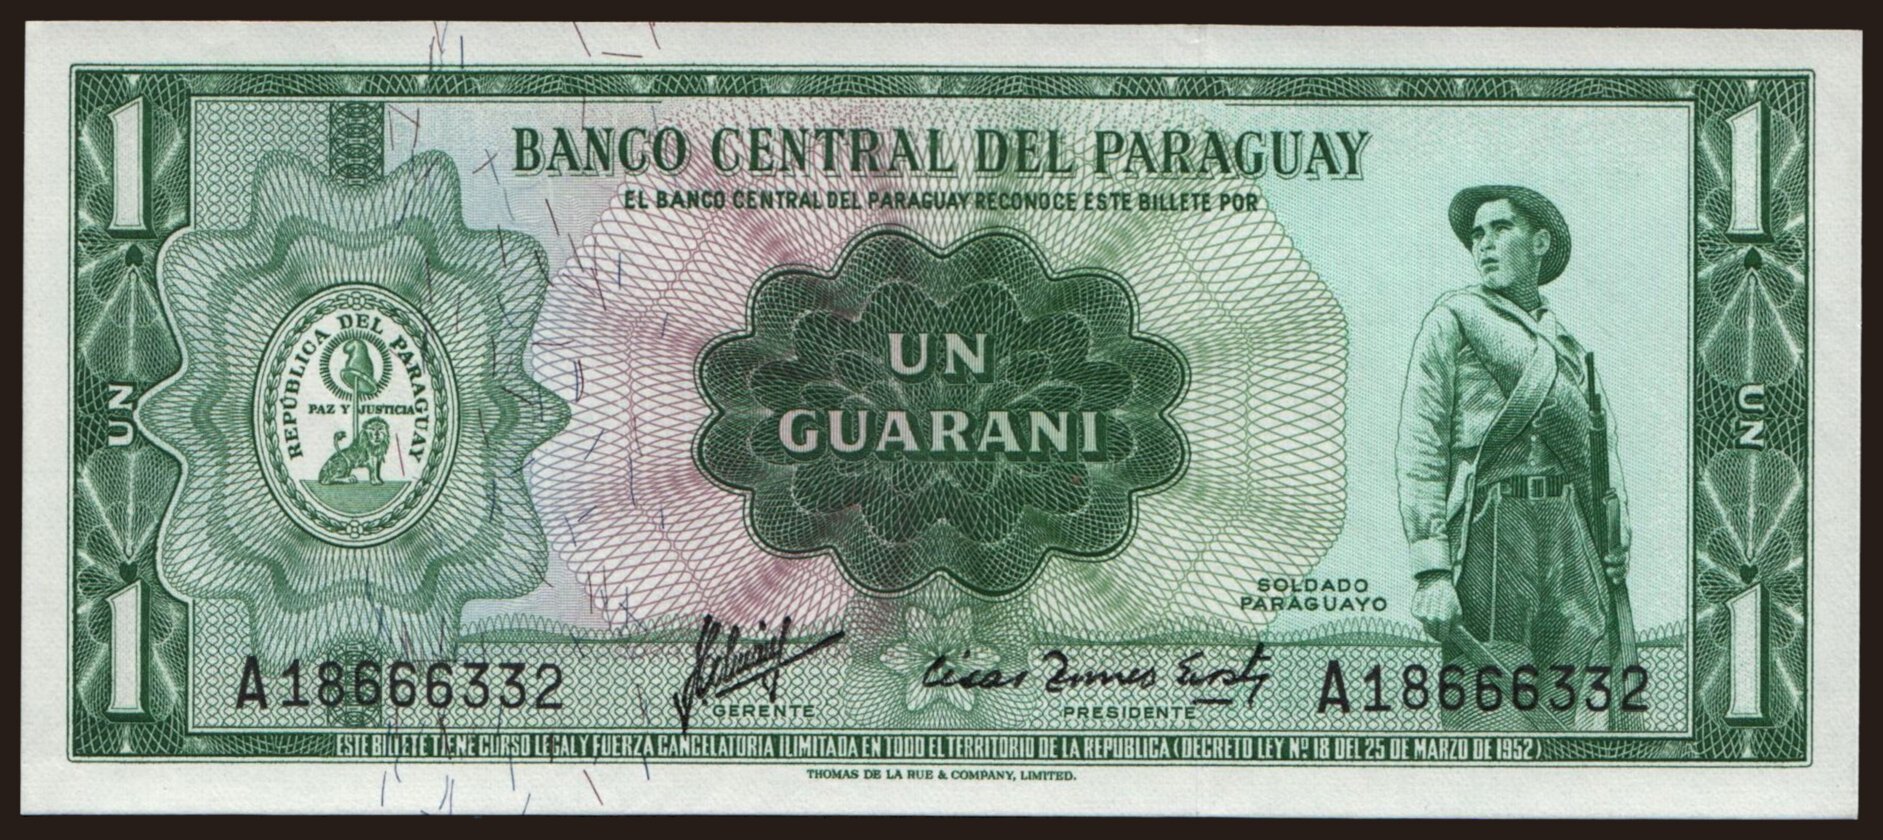 1
1
BANCO CENTRAL DEL PARAGUAY
EL BANCO CENTRAL DEL PARAGUAY RECONOCE ESTE BILLETE POR
REPÚBLICA DEL PARAGUAY
PAZ Y JUSTICIA
UN
UN
UN
GUARANI
SOLDADO
PARAGUAYO
1
1
A18666332
A18666332
GERENTE
PRESIDENTE
ESTE BILLETE TIENE CURSO LEGAL Y FUERZA CANCELATORIA ILIMITADA EN TODO EL TERRITORIO DE LA REPUBLICA (DECRETO LEY Nº 18 DEL 25 DE MARZO DE 1952)
THOMAS DE LA RUE & COMPANY, LIMITED.